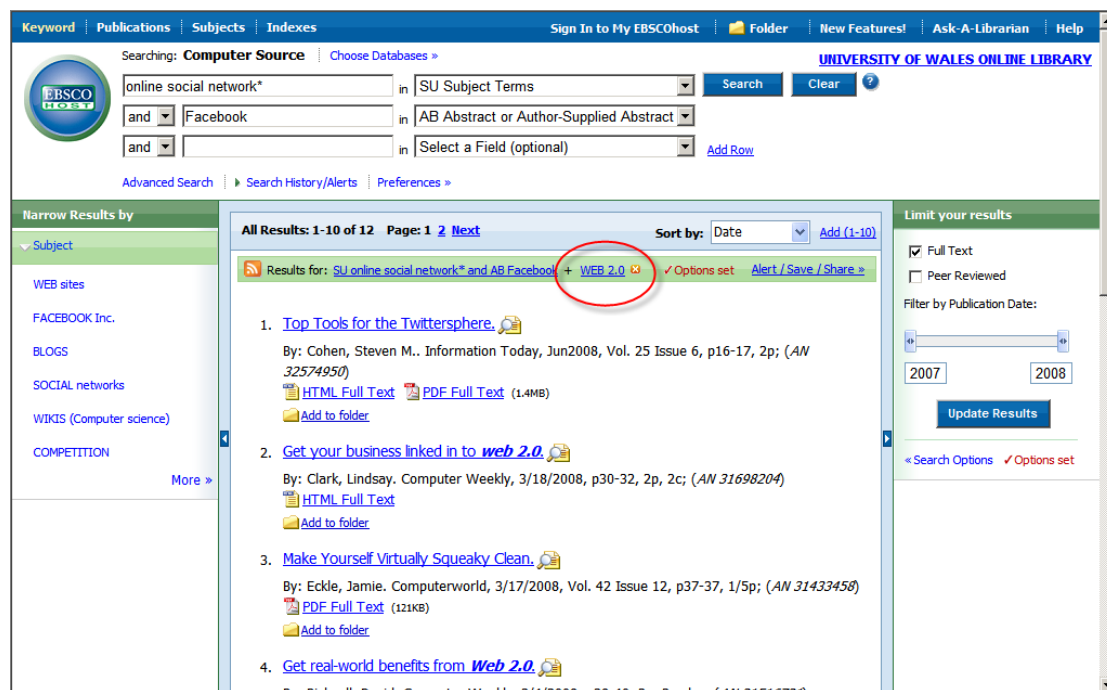 Keyword Publications Subjects Indexes Sign In to My EBSCOhost Folder New Features! Ask-A-Librarian Help
Searching: Computer Source Choose Databases »
UNIVERSITY OF WALES ONLINE LIBRARY
EBSCO
HOST
online social network* in SU Subject Terms Search Clear ?
and Facebook in AB Abstract or Author-Supplied Abstract
and in Select a Field (optional) Add Row
Advanced Search Search History/Alerts Preferences »
Narrow Results by
Subject
WEB sites
FACEBOOK Inc.
BLOGS
SOCIAL networks
WIKIS (Computer science)
COMPETITION
More »
All Results: 1-10 of 12 Page: 1 2 Next Sort by: Date Add (1-10)
Results for: SU online social network* and AB Facebook + WEB 2.0 ✓Options set Alert / Save / Share »
1. Top Tools for the Twittersphere.
By: Cohen, Steven M.. Information Today, Jun2008, Vol. 25 Issue 6, p16-17, 2p; (AN
32574950)
HTML Full Text PDF Full Text (1.4MB)
Add to folder
2. Get your business linked in to web 2.0.
By: Clark, Lindsay. Computer Weekly, 3/18/2008, p30-32, 2p, 2c; (AN 31698204)
HTML Full Text
Add to folder
3. Make Yourself Virtually Squeaky Clean.
By: Eckle, Jamie. Computerworld, 3/17/2008, Vol. 42 Issue 12, p37-37, 1/5p; (AN 31433458)
PDF Full Text (121KB)
Add to folder
4. Get real-world benefits from Web 2.0.
Limit your results
Full Text
Peer Reviewed
Filter by Publication Date:
2007 2008
Update Results
« Search Options ✓Options set